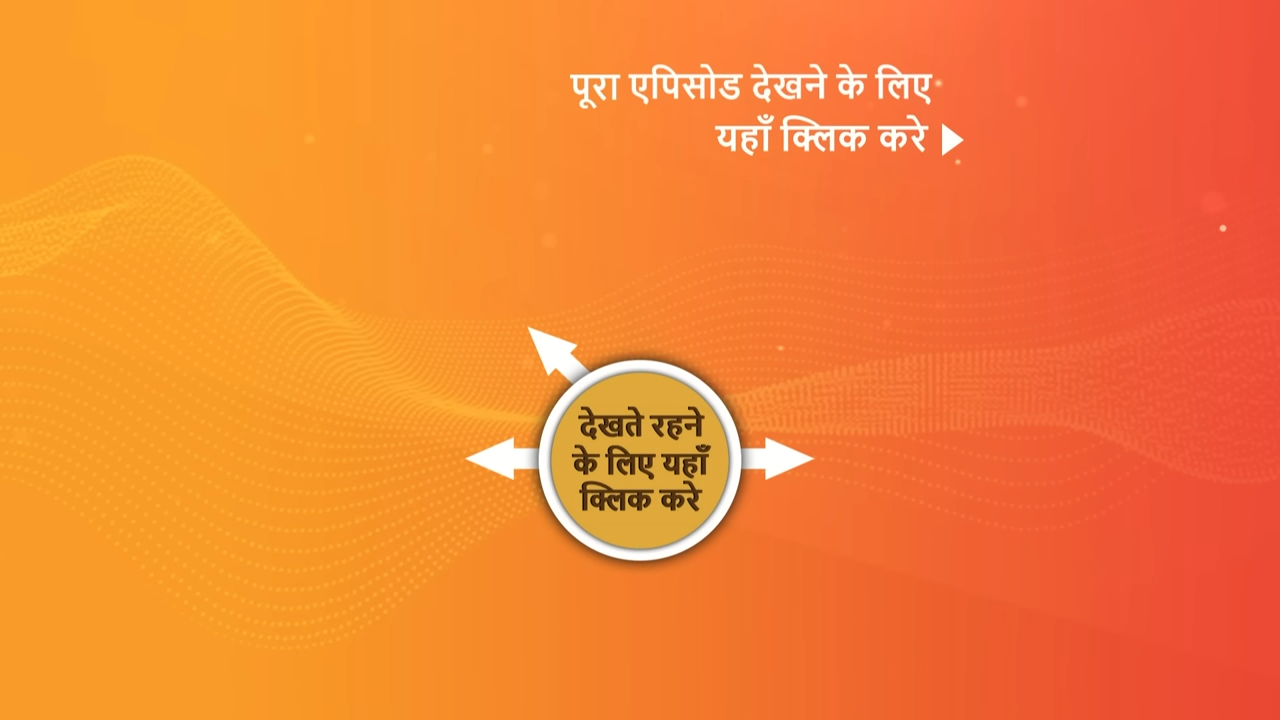 पूरा एपिसोड देखने के लिए
यहाँ क्लिक करे
देखते रहने
के लिए यहाँ
क्लिक करे